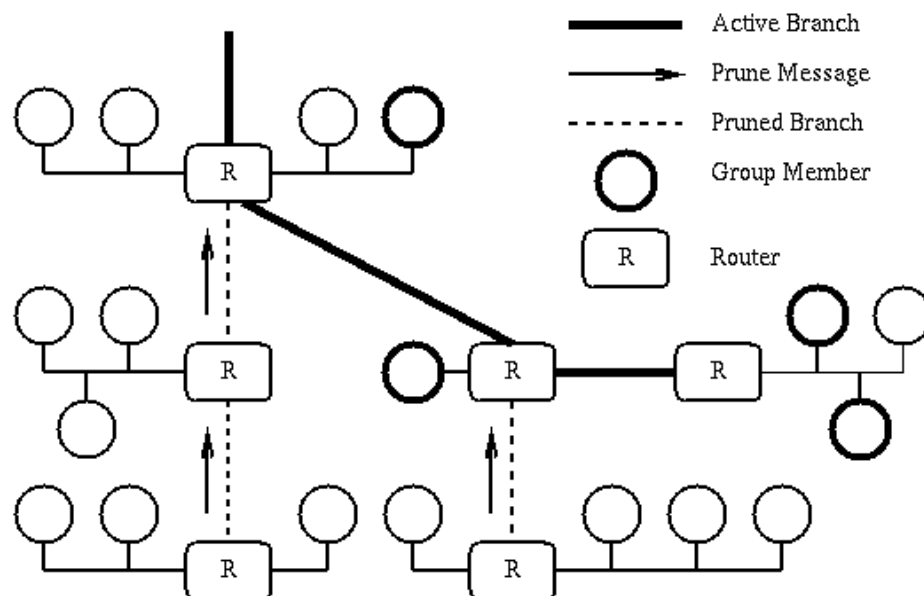 Active Branch
Prune Message
Pruned Branch
Group Member
R
R
Router
R
R
R
R
R